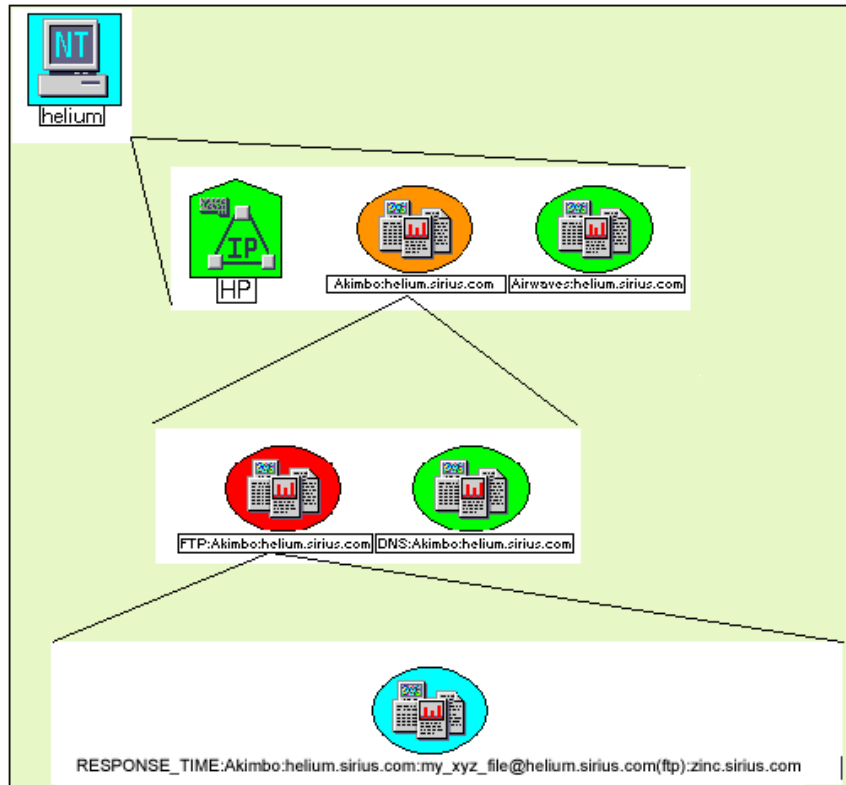 NT
helium
IP
HP
Akimbo:helium.sirius.com
Airwaves:helium.sirius.com
FTP:Akimbo:helium.sirius.com
DNS:Akimbo:helium.sirius.com
RESPONSE_TIME:Akimbo:helium.sirius.com:my_xyz_file@helium.sirius.com(ftp):zinc.sirius.com